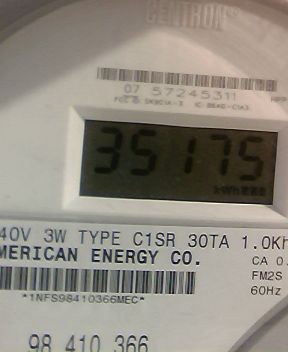 CENTRON®
07 57245311
35175
kWh
40V 3W TYPE C1SR 30TA 1.0Kh
MERICAN ENERGY CO.
CA 0.
FM2S
60Hz
*1NFS98410366MEC*
98 410 366